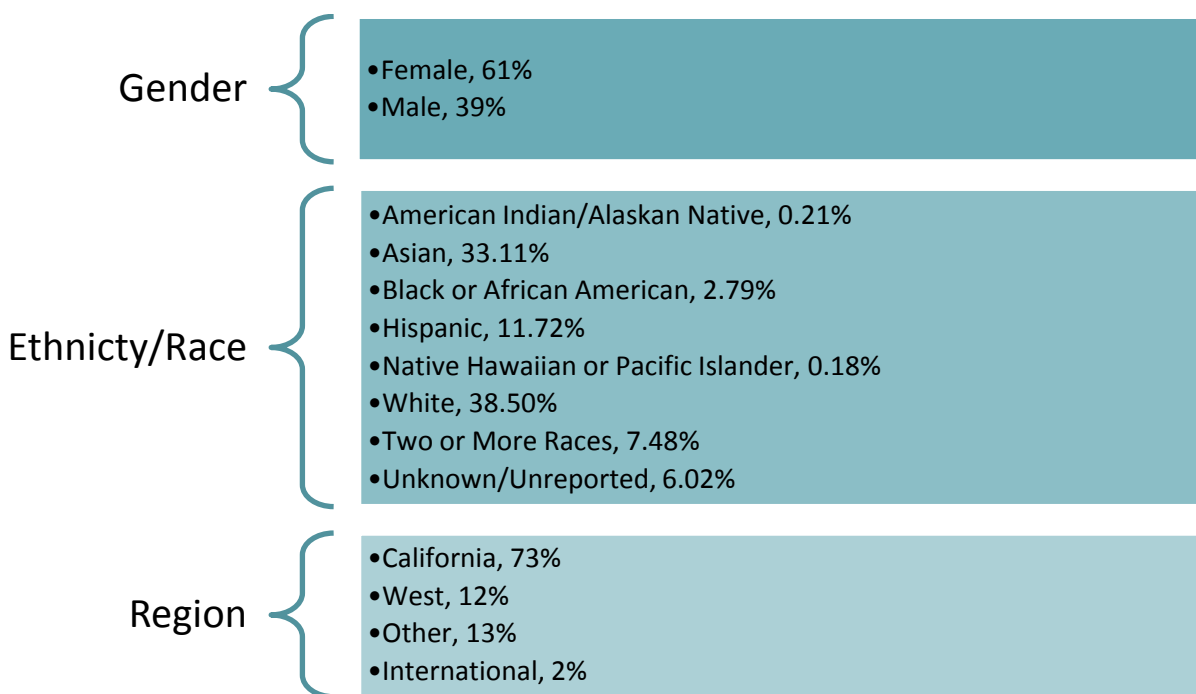 Gender
•Female, 61%
•Male, 39%
Ethnicty/Race
•American Indian/Alaskan Native, 0.21%
•Asian, 33.11%
•Black or African American, 2.79%
•Hispanic, 11.72%
•Native Hawaiian or Pacific Islander, 0.18%
•White, 38.50%
•Two or More Races, 7.48%
•Unknown/Unreported, 6.02%
Region
•California, 73%
•West, 12%
•Other, 13%
•International, 2%